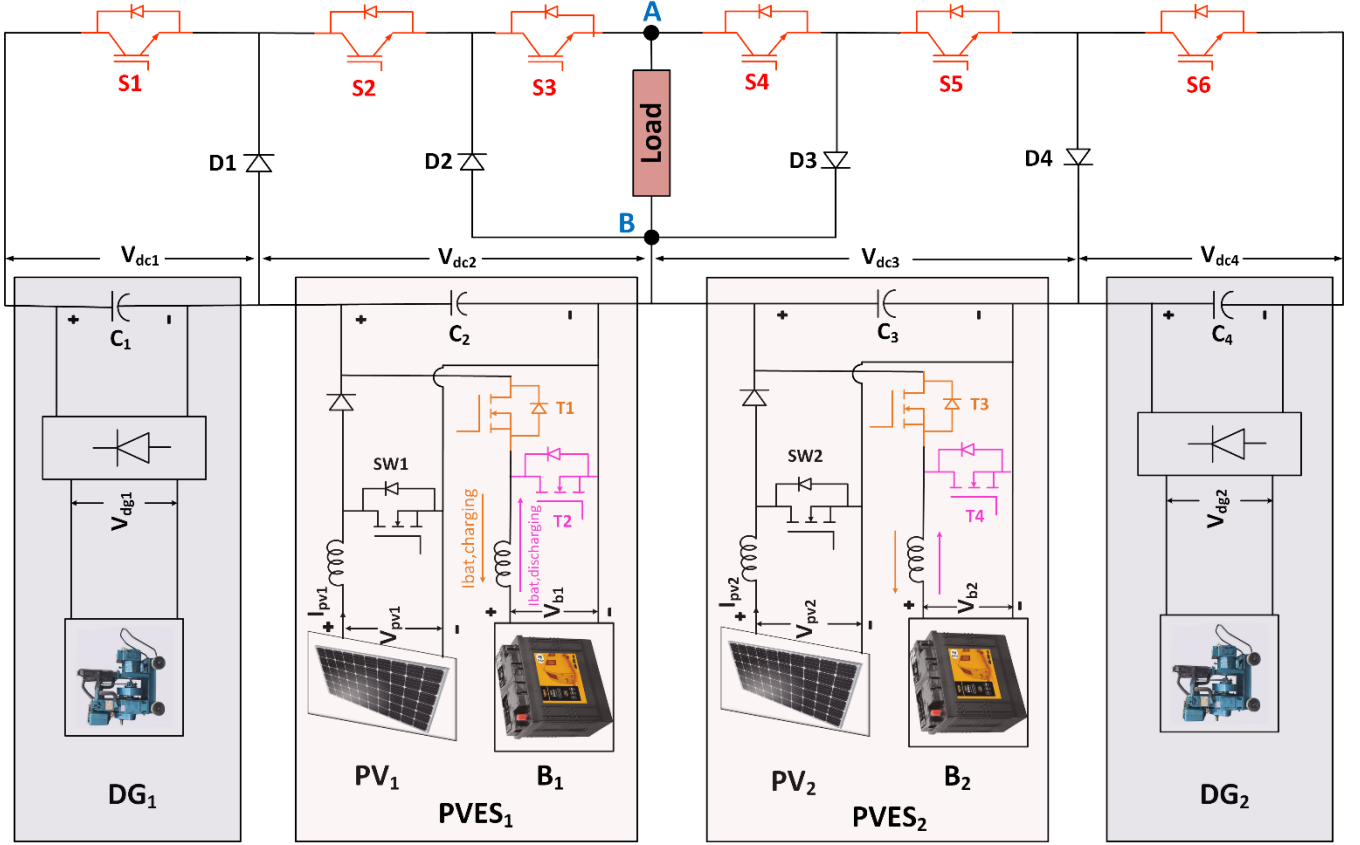 A
S1
S2
S3
S4
S5
S6
Load
D1
D2
D3
D4
B
Vdc1
Vdc2
Vdc3
Vdc4
+ -
C1
+ -
C2
+ -
C3
+ -
C4
T1
T3
SW1
SW2
T2
T4
Ibat,charging
Ibat,discharging
Vdg1
Vdg2
Ipv1
+ Vpv1 -
+ Vb1 -
Ipv2
+ Vpv2 -
+ Vb2 -
PV1
B1
PV2
B2
DG1
PVES1
PVES2
DG2